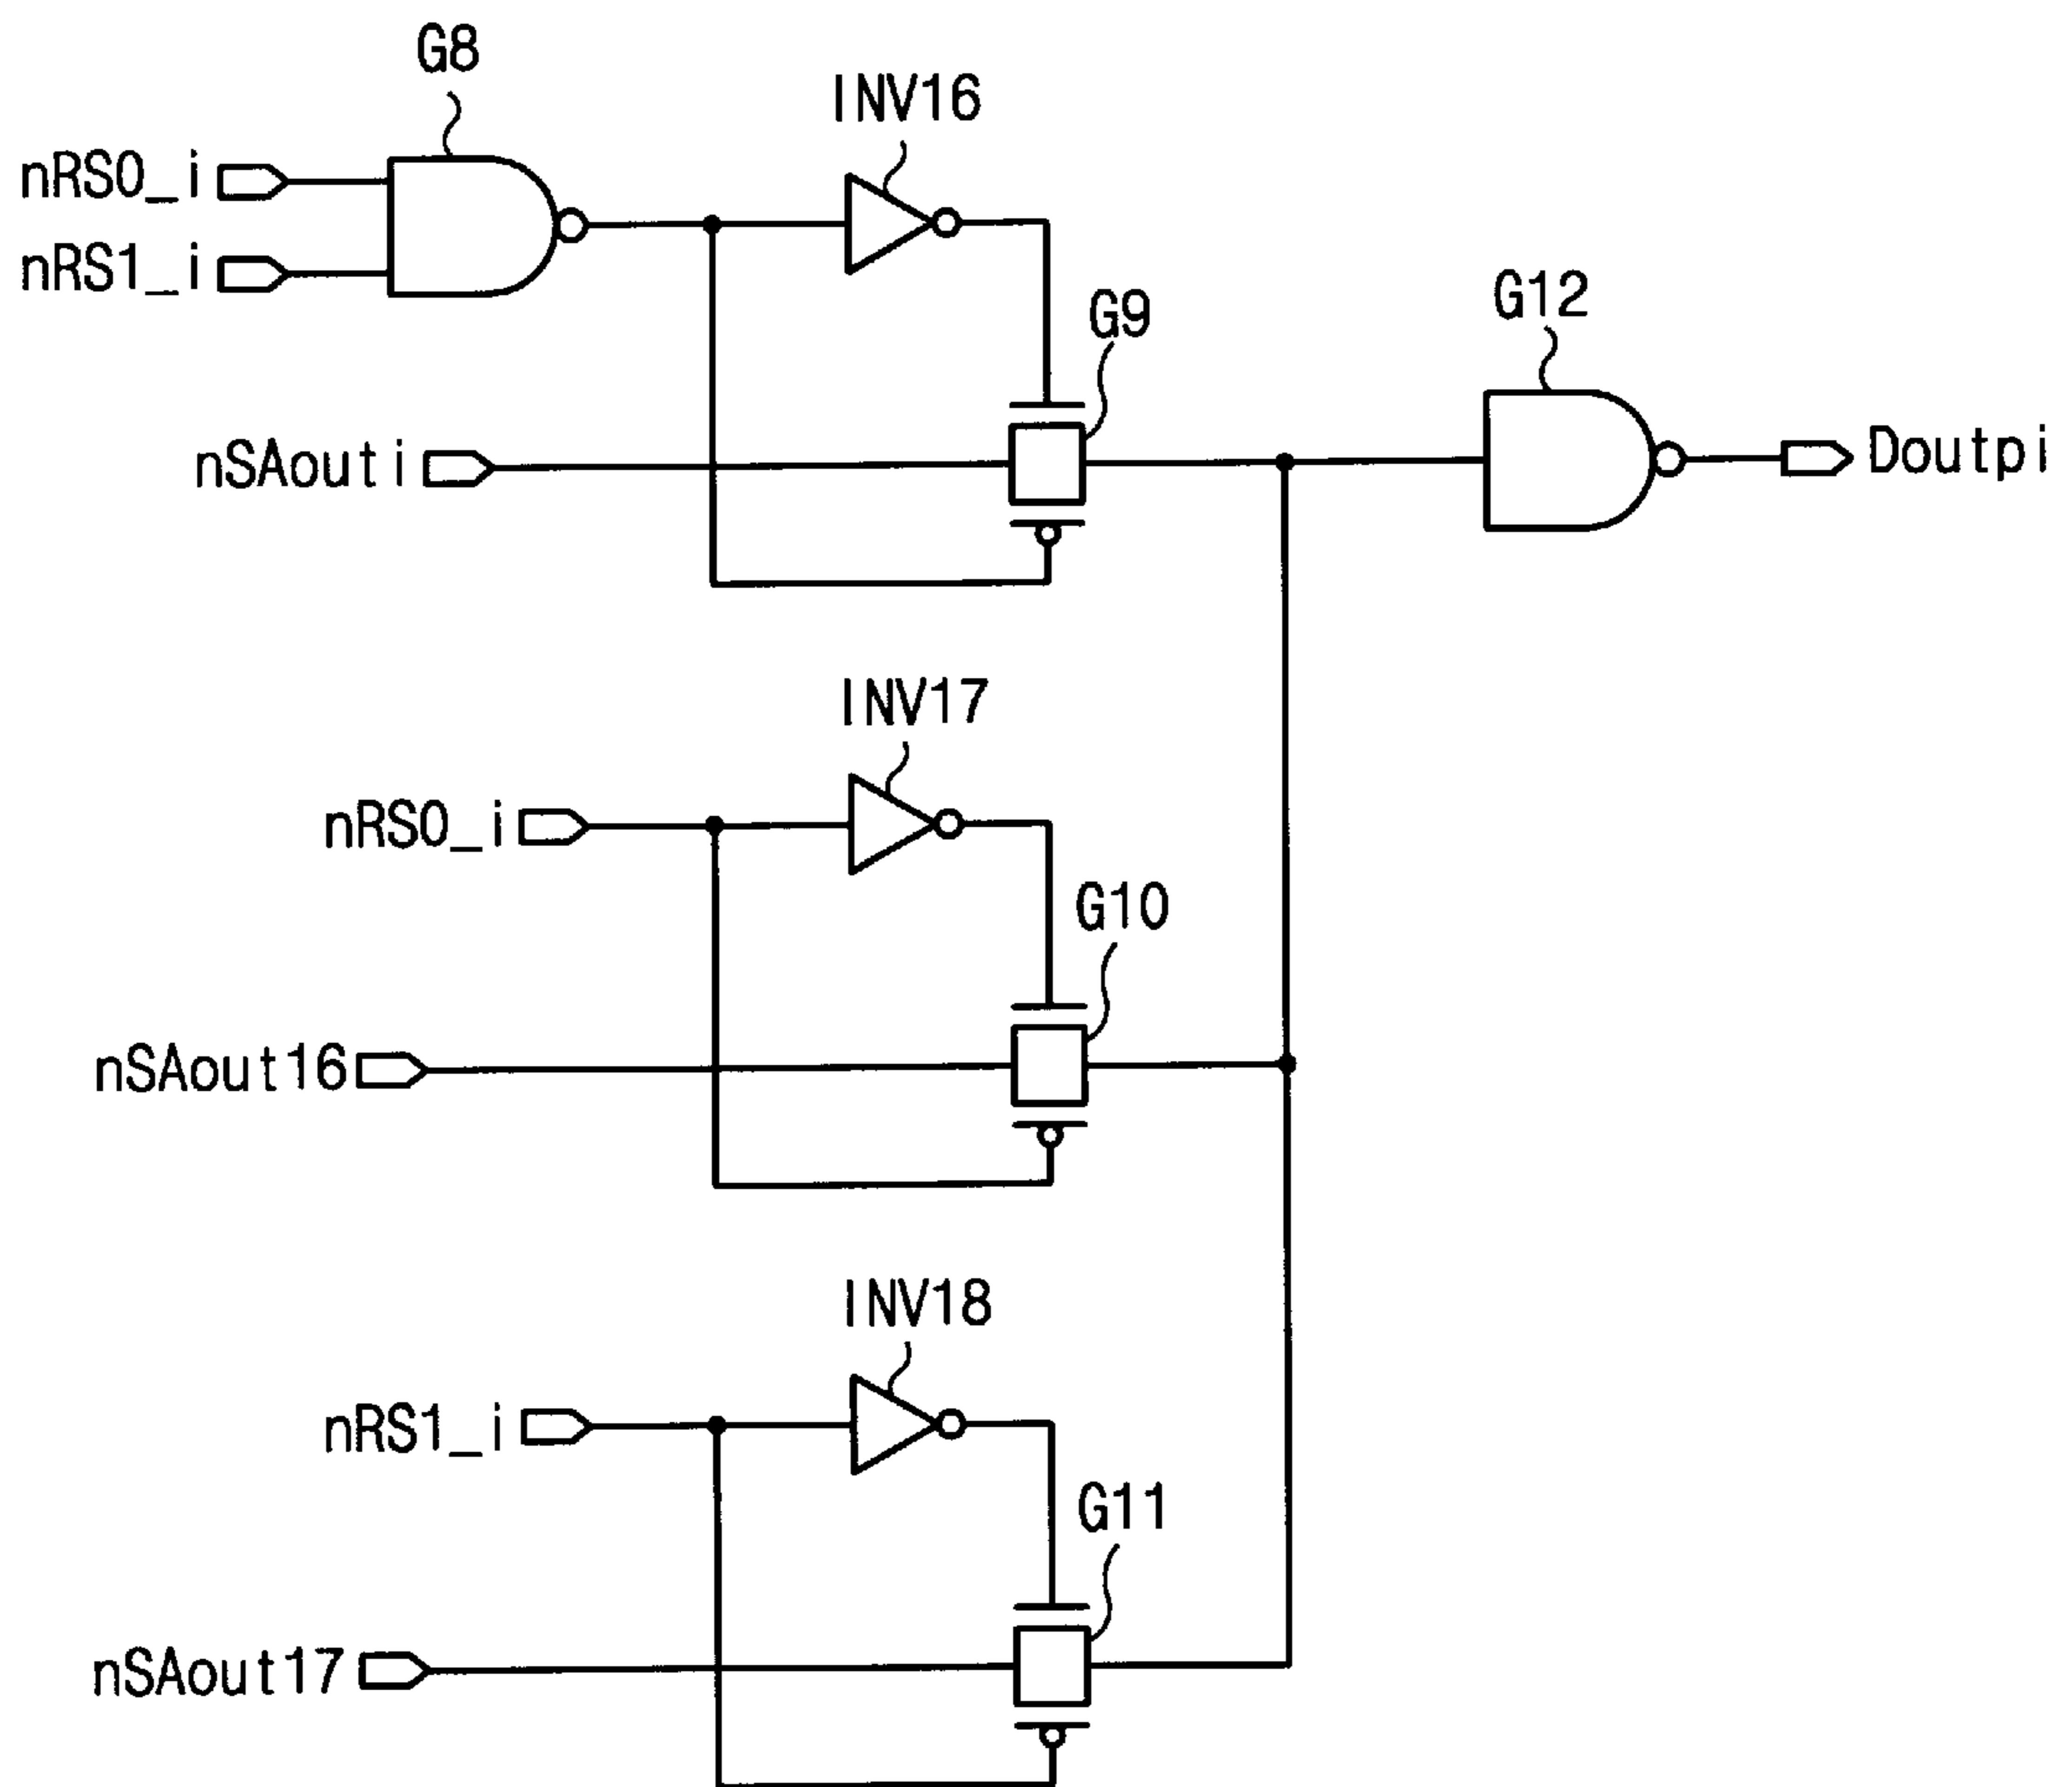 G8
INV16
nRS0_i
nRS1_i
G9
G12
nSAouti
Doutpi
INV17
nRS0_i
G10
nSAout16
INV18
nRS1_i
G11
nSAout17